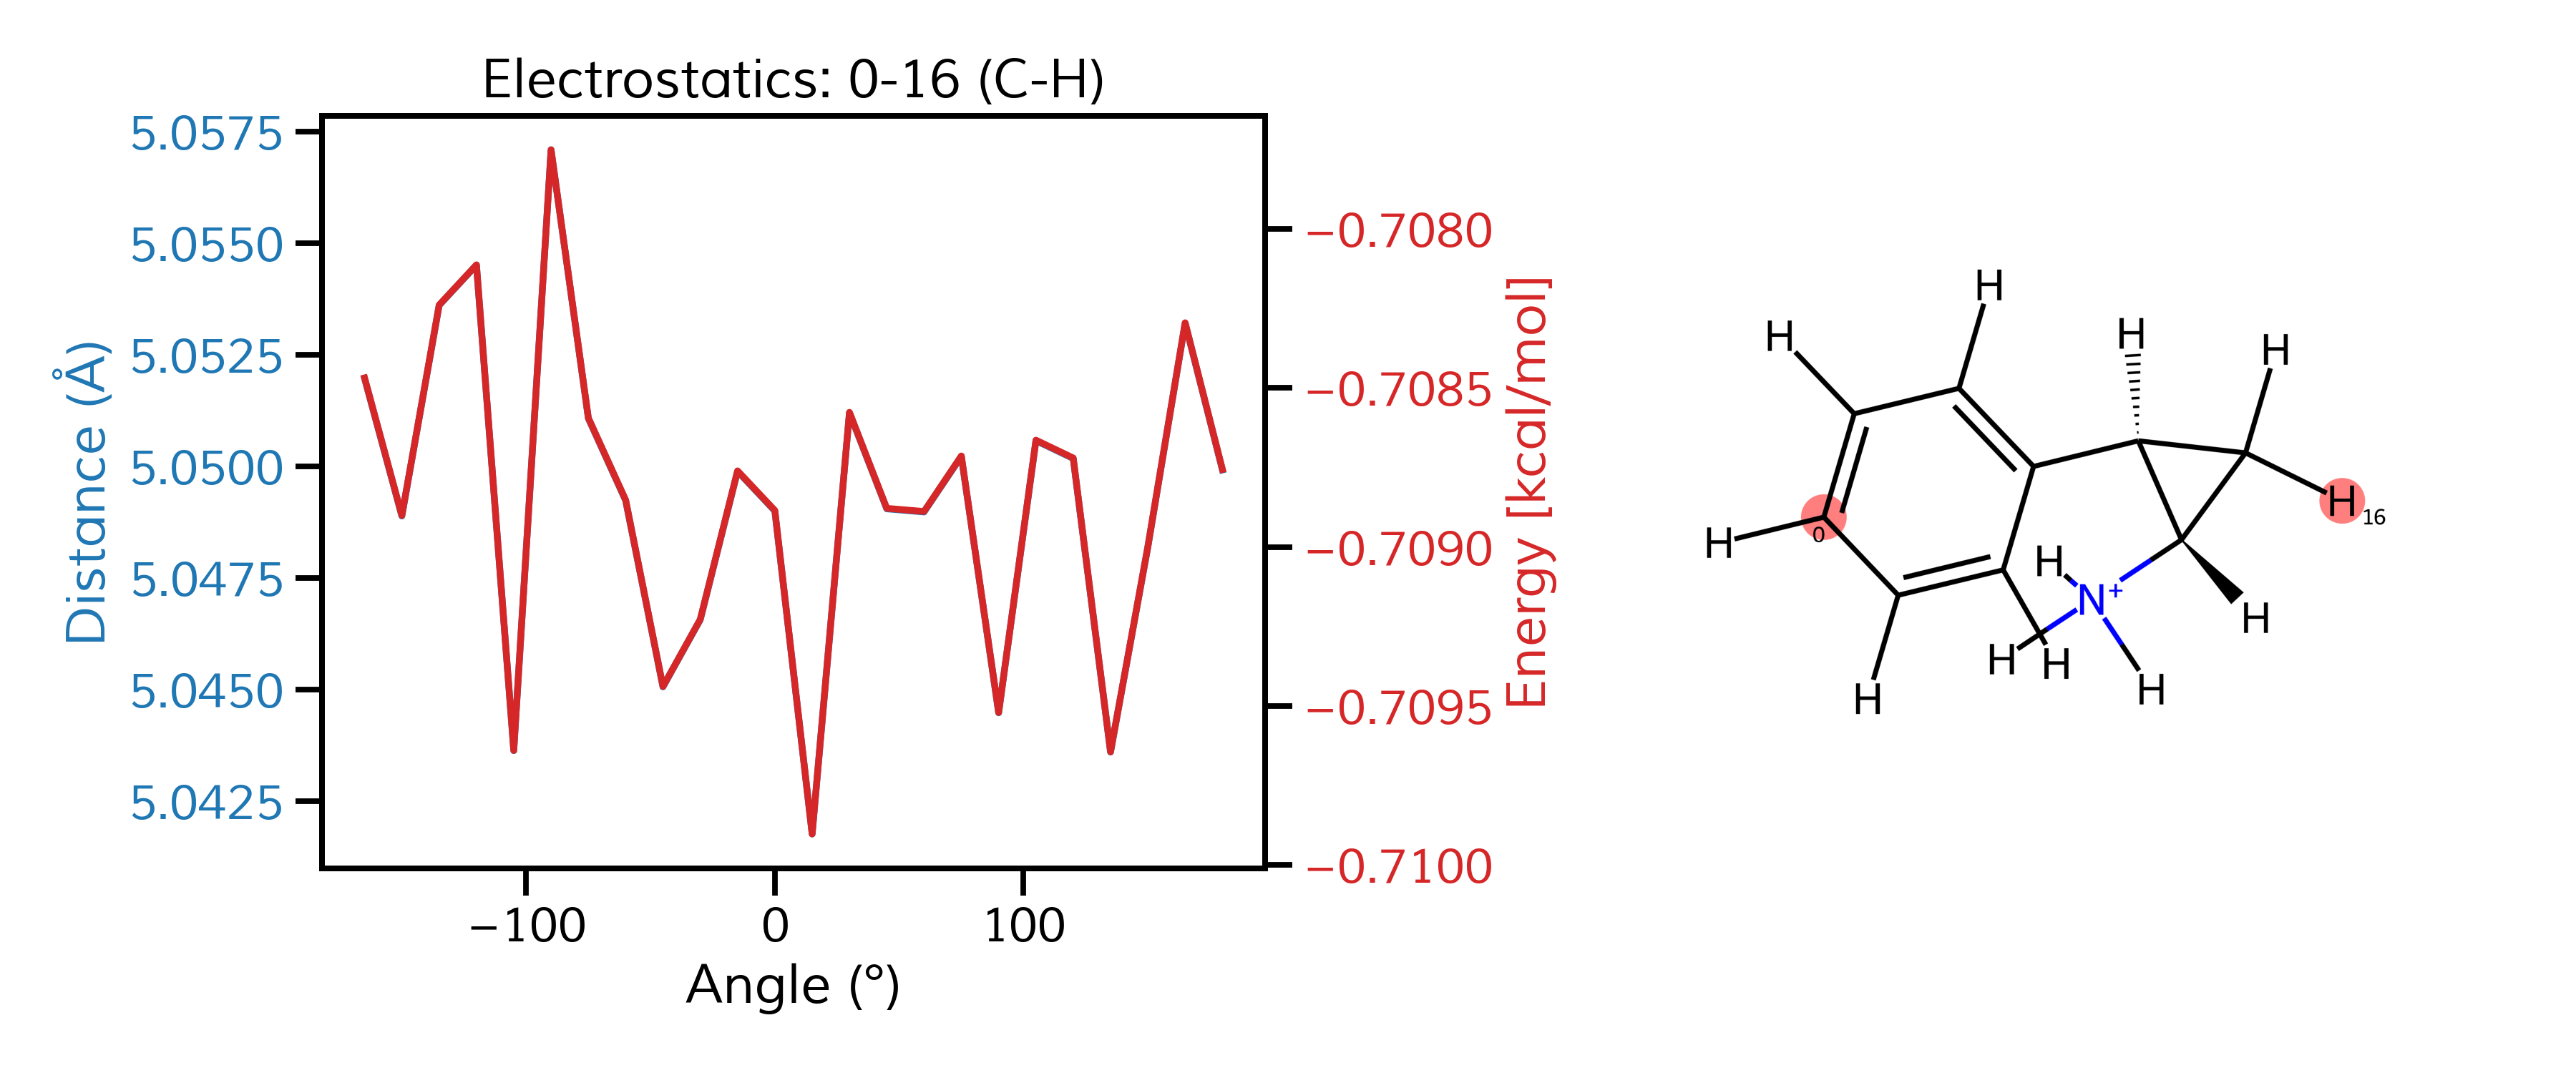 Electrostatics: 0-16 (C-H)
5.0575
5.0550
5.0525
5.0500
5.0475
5.0450
5.0425
Distance (Å)
−0.7080
−0.7085
−0.7090
−0.7095
−0.7100
Energy [kcal/mol]
−100
0
100
Angle (°)
H
H
H
H
H 16
0
H
H
N+
H
H
H
H
H